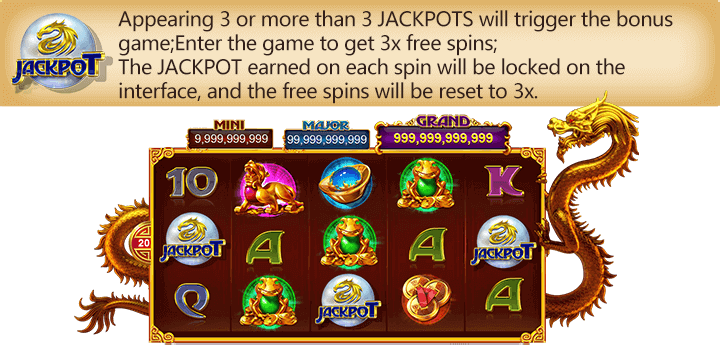 JACKPOT
Appearing 3 or more than 3 JACKPOTS will trigger the bonus
game;Enter the game to get 3x free spins;
The JACKPOT earned on each spin will be locked on the
interface, and the free spins will be reset to 3x.
MINI
MAJOR
GRAND
9,999,999,999
99,999,999,999
999,999,999,999
10
K
JACKPOT
A
A
JACKPOT
20
Q
JACKPOT
A